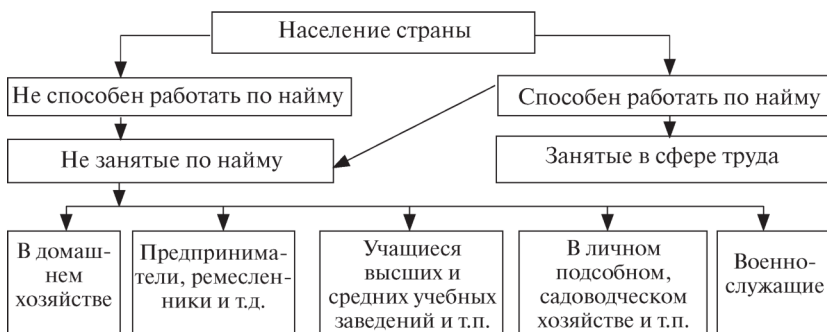 Население страны
Не способен работать по найму
Способен работать по найму
Не занятые по найму
Занятые в сфере труда
В домаш-
нем
хозяйстве
Предпринима-
тели, ремеслен-
ники и т.д.
Учащиеся
высших и
средних учебных
заведений и т.п.
В личном
подсобном,
садоводческом
хозяйстве и т.п.
Военно-
служащие